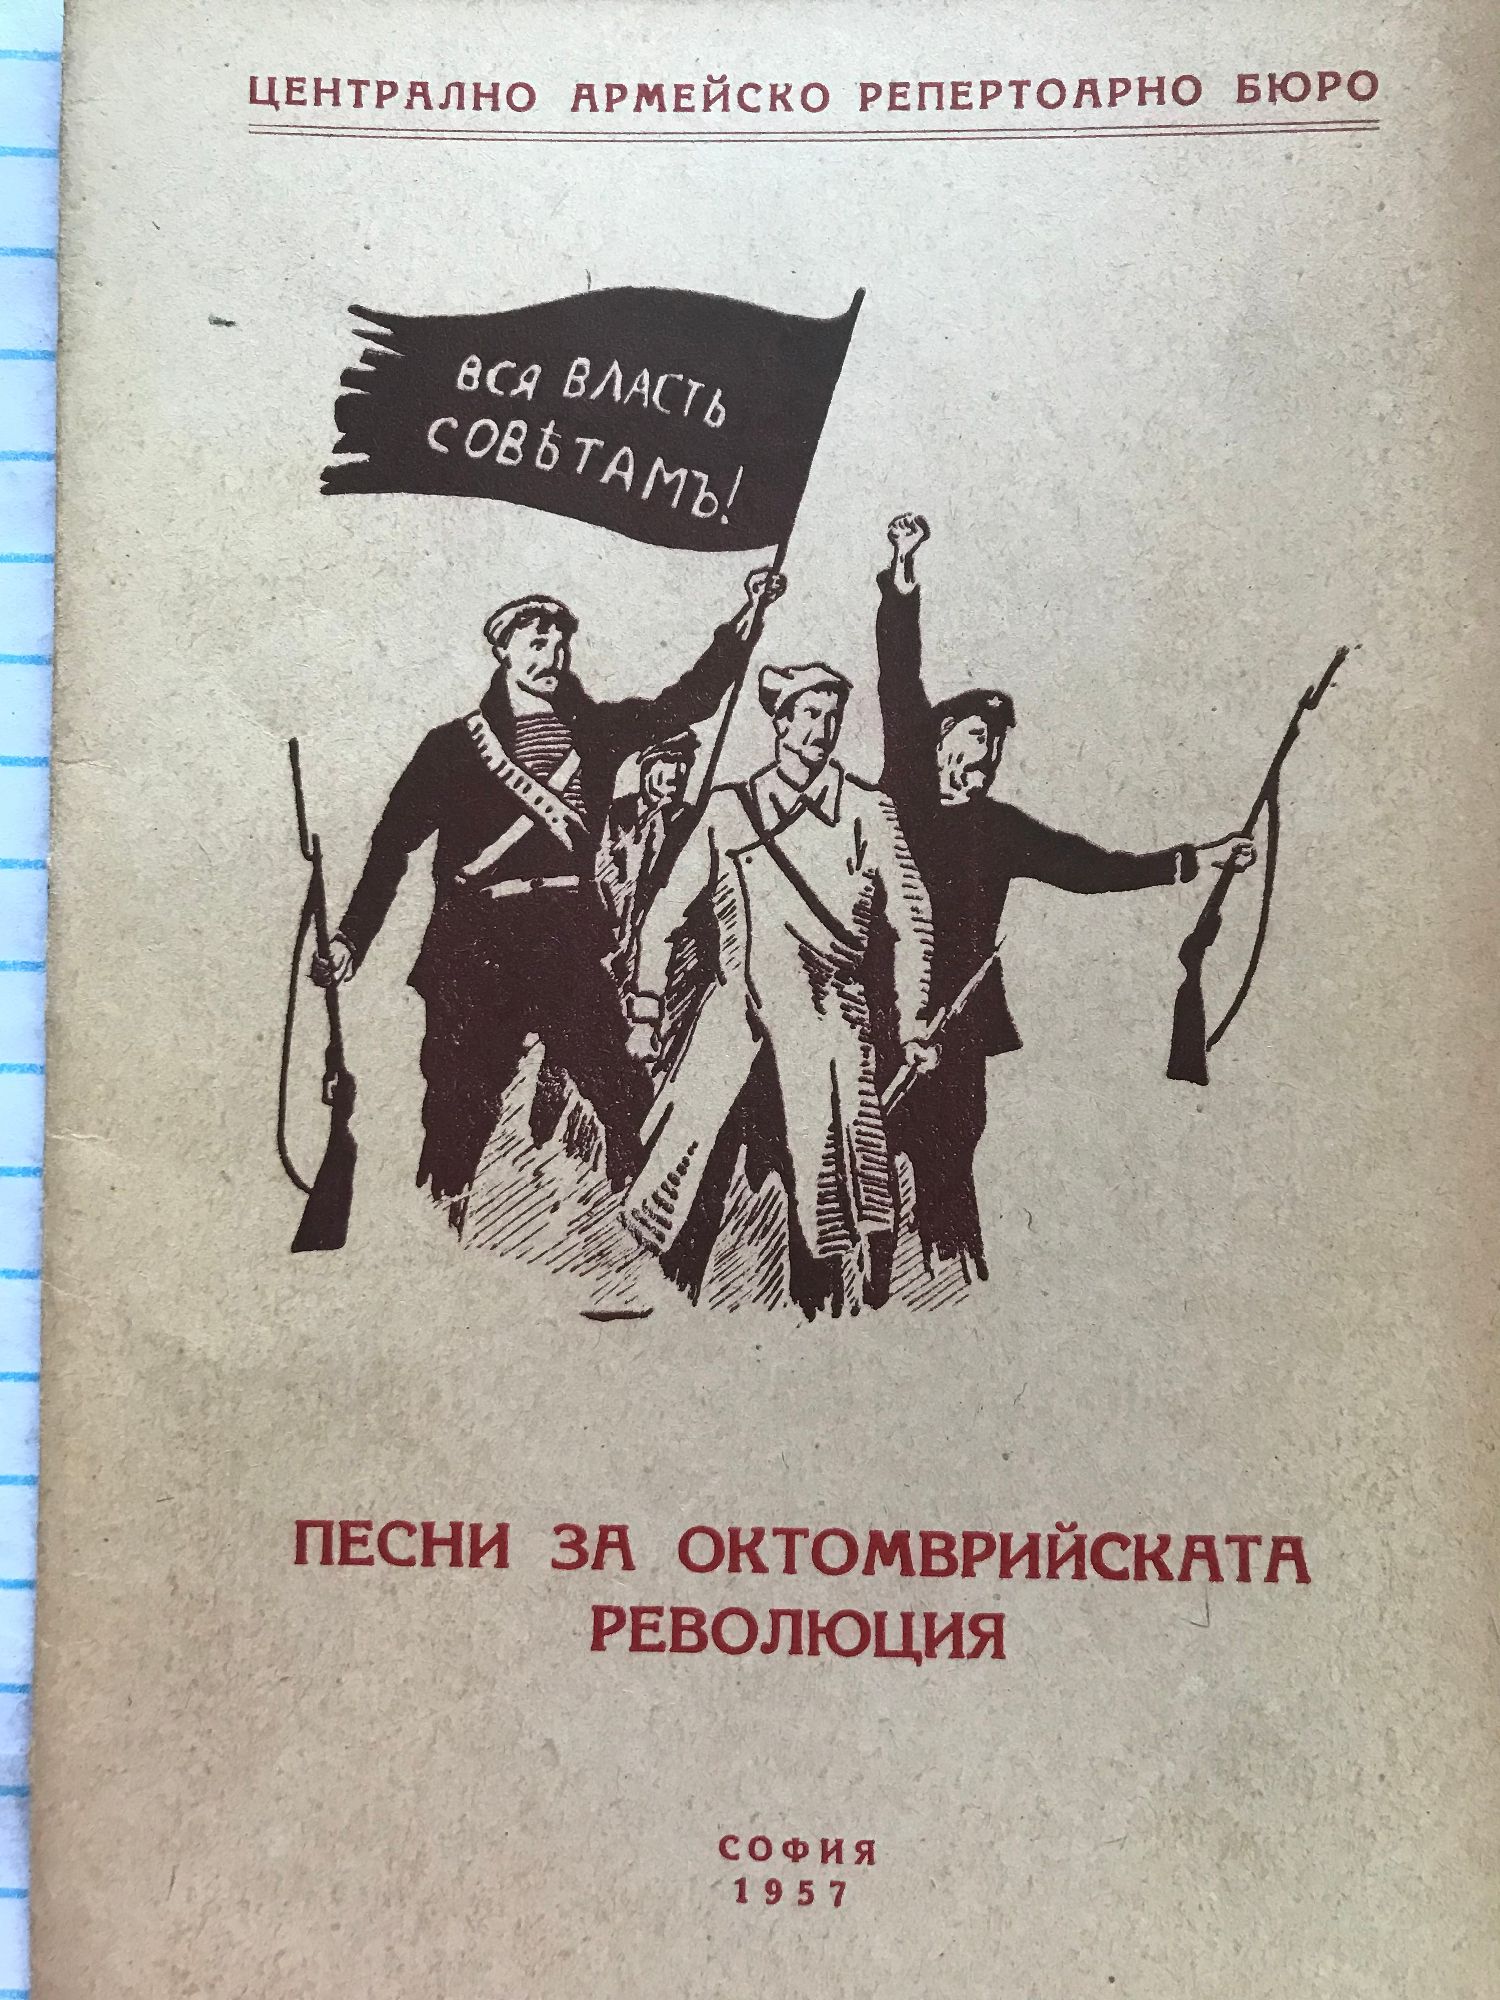 ЦЕНТРАЛНО АРМЕЙСКО РЕПЕРТОАРНО БЮРО
ВСЯ ВЛАСТЬ
СОВѢТАМЪ!
ПЕСНИ ЗА ОКТОМВРИЙСКАТА
РЕВОЛЮЦИЯ
СОФИЯ
1957